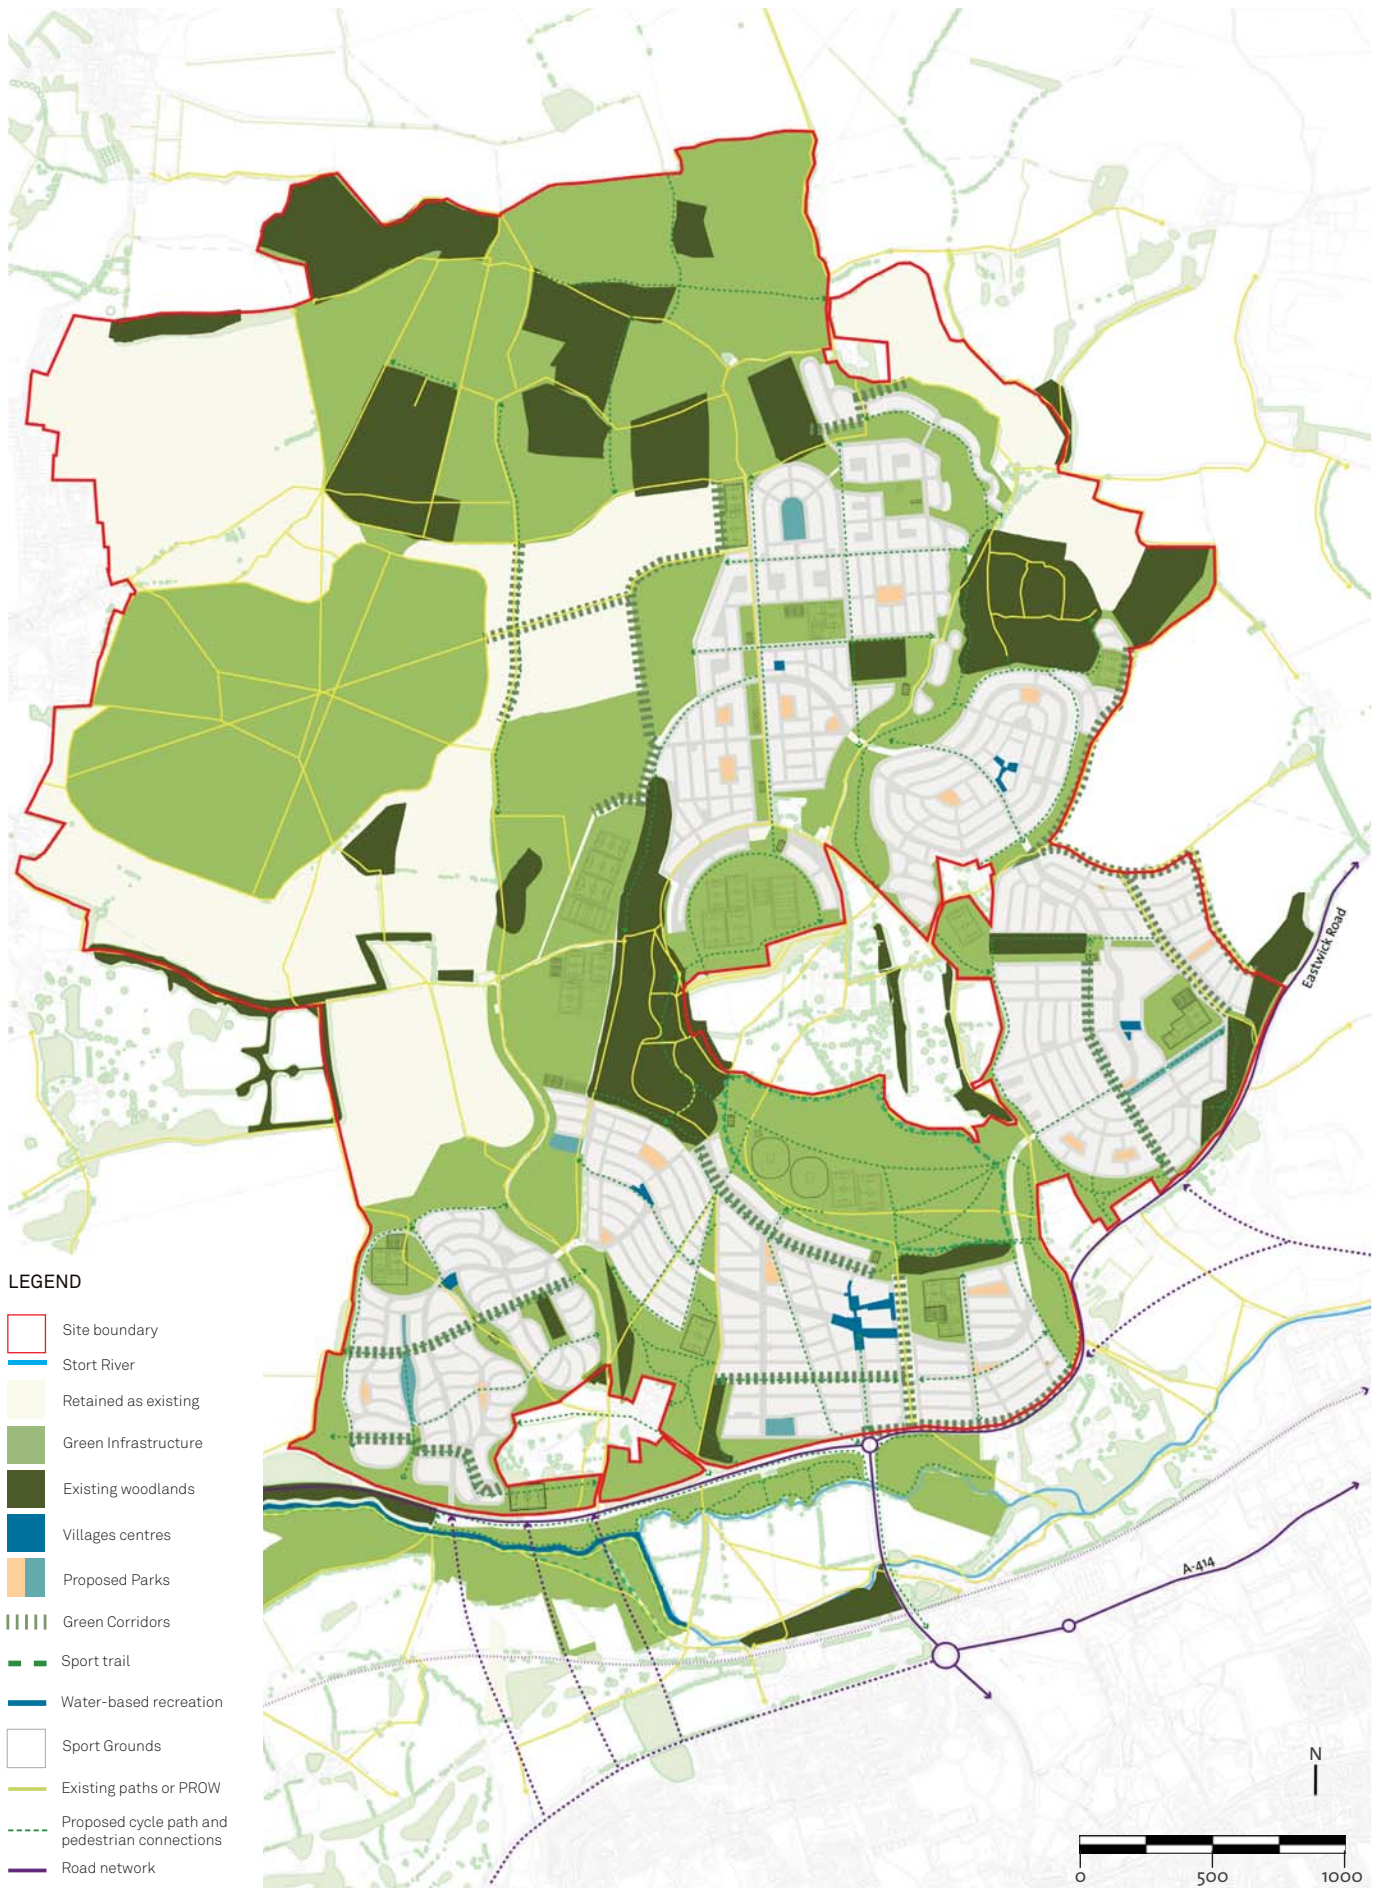 Eastwick Road
LEGEND
Site boundary
Stort River
Retained as existing
Green Infrastructure
Existing woodlands
Villages centres
Proposed Parks
Green Corridors
Sport trail
Water-based recreation
Sport Grounds
Existing paths or PROW
Proposed cycle path and
pedestrian connections
Road network
A-414
N
0 500 1000